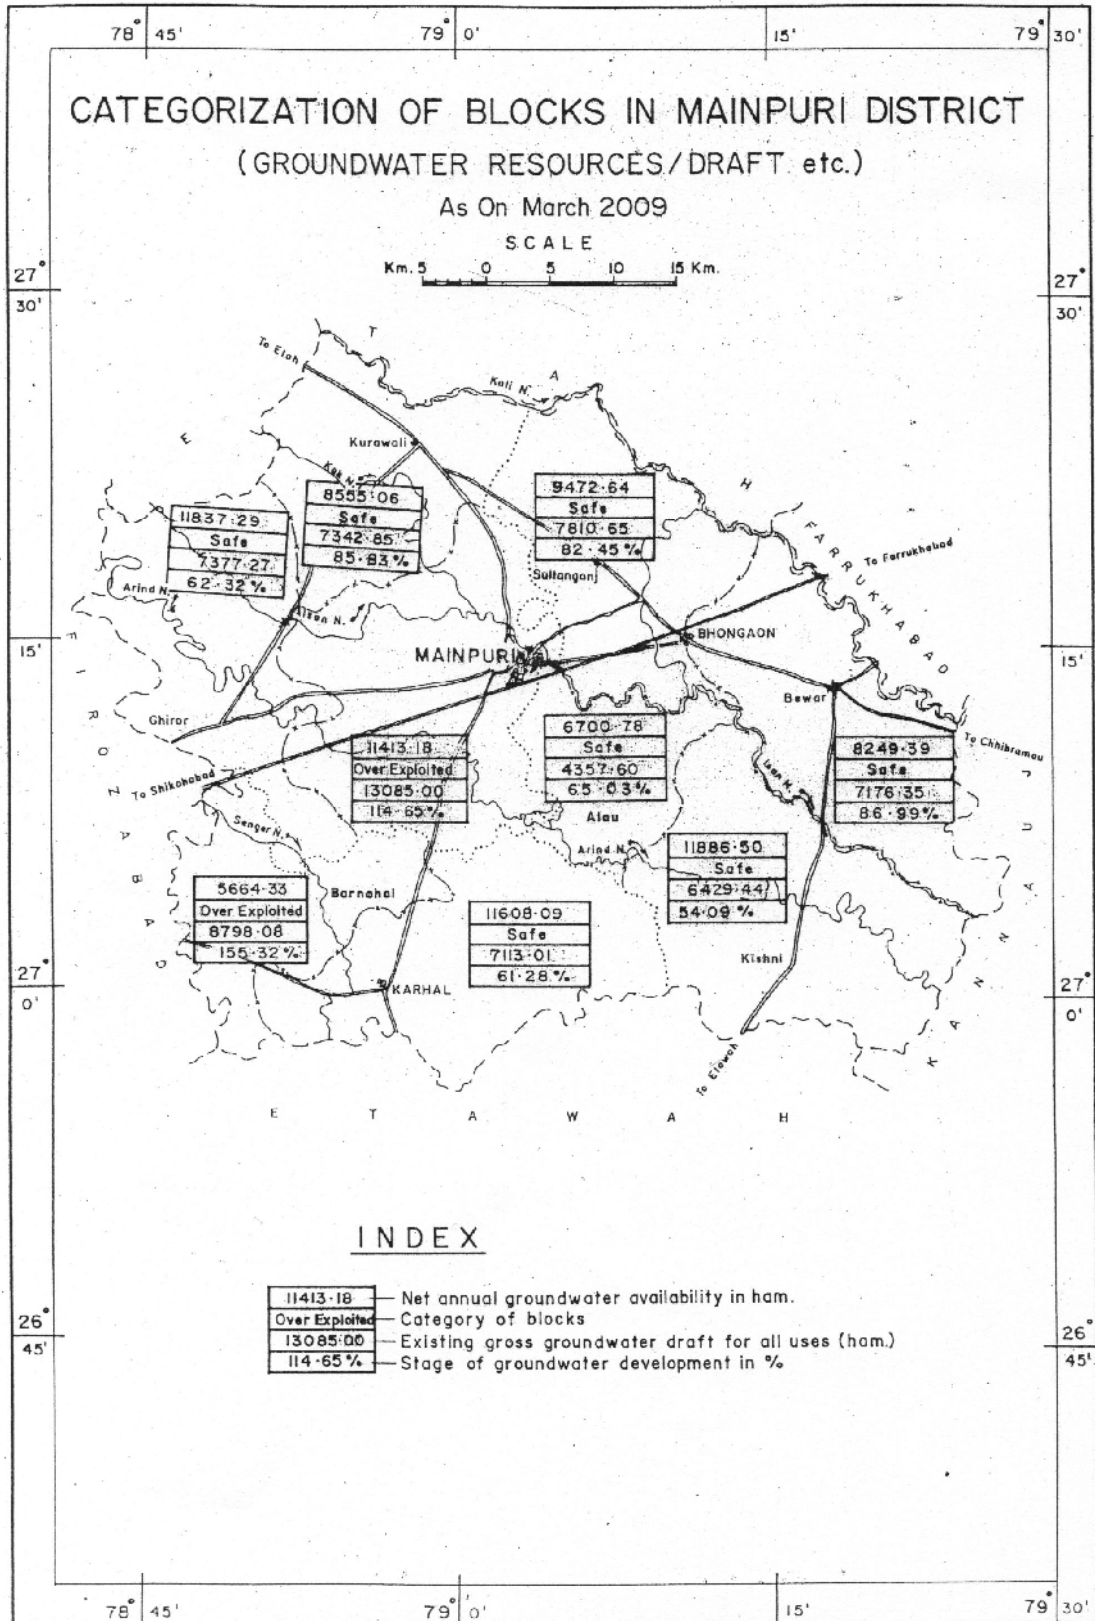 78° 45' 79° 0' 15' 79° 30'
CATEGORIZATION OF BLOCKS IN MAINPURI DISTRICT
(GROUNDWATER RESOURCES/DRAFT etc.)
As On March 2009
SCALE
Km. 5 0 5 10 15 Km.
27° 30'
27° 30'
To Etah
Kali N.
ETAH
Kurawali
Kak N.
8555.06
Safe
7342.85
85.83%
9472.64
Safe
7810.65
82.45%
11837.29
Safe
7377.27
62.32%
FARRUKHABAD
To Farrukhabad
Sultanganj
Arind N.
Aison N.
15'
15'
BHONGAON
MAINPURI
Bewar
Ghiror
FIROZABAD
To Shikohabad
11413.18
Over Exploited
13085.00
114.65%
6700.78
Safe
4357.60
65.03%
Alau
Isan N.
To Chhibramau
8249.39
Safe
7176.35
86.99%
KANNAUJ
Senger N.
Arind N.
11886.50
Safe
6429.44
54.09 %
Barnahal
5664.33
Over Exploited
8798.08
155.32%
11608.09
Safe
7113.01
61.28%
Kishni
KARHAL
27° 0'
27° 0'
To Etawah
ETAWAH
INDEX
11413.18 Net annual groundwater availability in ham.
Over Exploited Category of blocks
13085.00 Existing gross groundwater draft for all uses (ham.)
114.65% Stage of groundwater development in %
26° 45'
26° 45'
78° 45' 79° 0' 15' 79° 30'